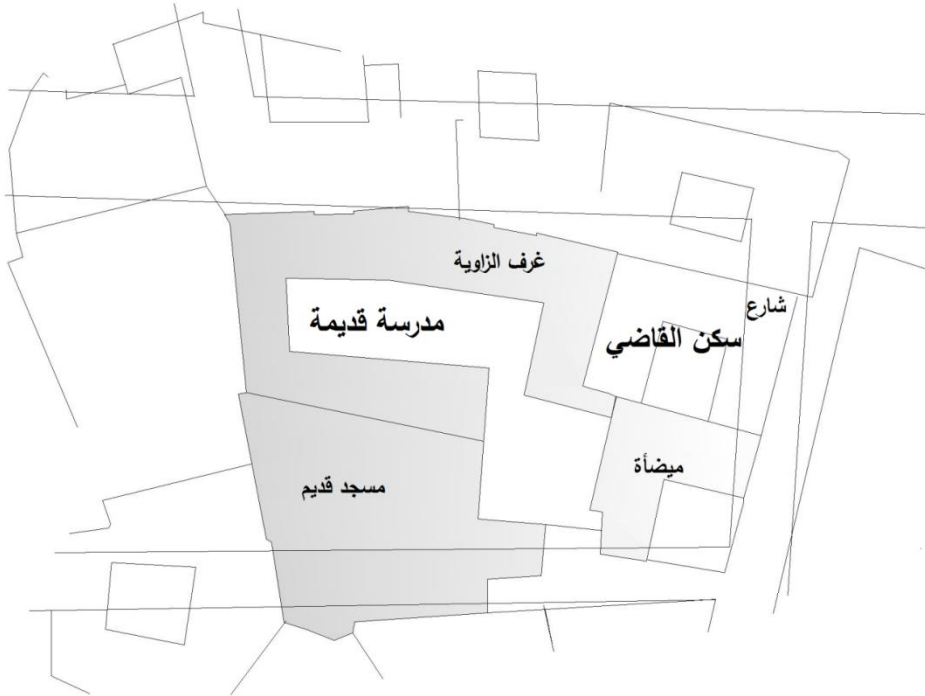 غرف الزاوية
شارع
مدرسة قديمة
سكن القاضي
ميضأة
مسجد قديم